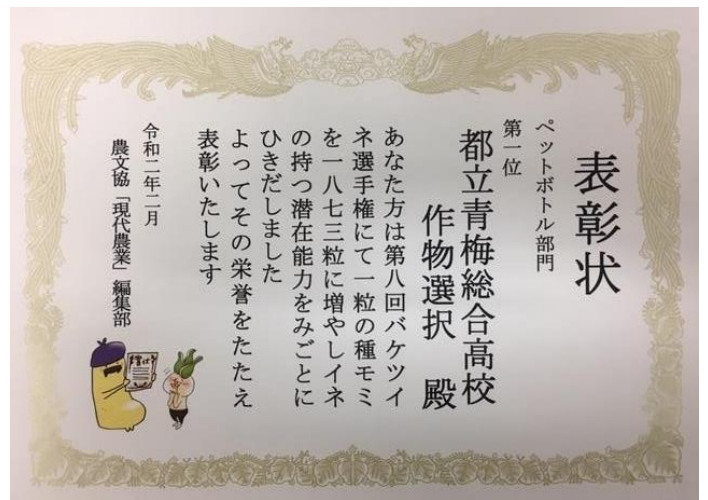 表彰状
ペットボトル部門
第一位
都立青梅総合高校
作物選択 殿
あなた方は第八回バケツイ
ネ選手権にて一粒の種モミ
を一八七三粒に増やしイネ
の持つ潜在能力をみごとに
ひきだしました
よってその栄誉をたたえ
表彰いたします
令和二年二月
農文協「現代農業」編集部